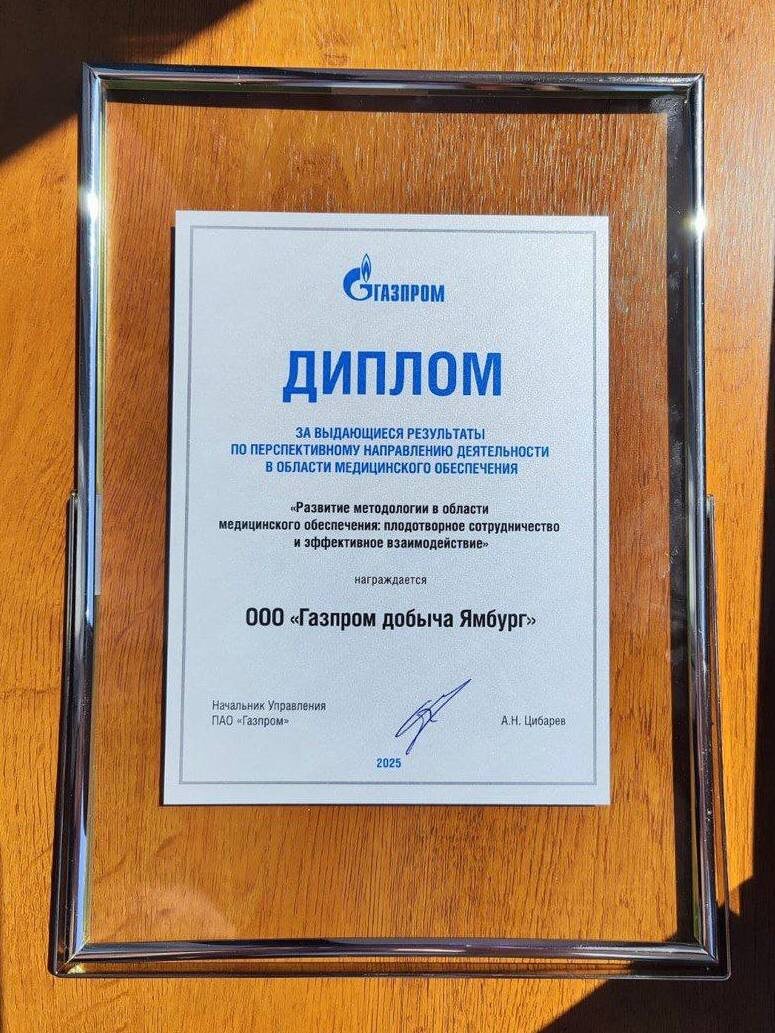 ГАЗПРОМ
ДИПЛОМ
ЗА ВЫДАЮЩИЕСЯ РЕЗУЛЬТАТЫ
ПО ПЕРСПЕКТИВНОМУ НАПРАВЛЕНИЮ ДЕЯТЕЛЬНОСТИ
В ОБЛАСТИ МЕДИЦИНСКОГО ОБЕСПЕЧЕНИЯ
«Развитие методологии в области
медицинского обеспечения: плодотворное сотрудничество
и эффективное взаимодействие»
награждается
ООО «Газпром добыча Ямбург»
Начальник Управления
ПАО «Газпром»
А.Н. Цибарев
2025